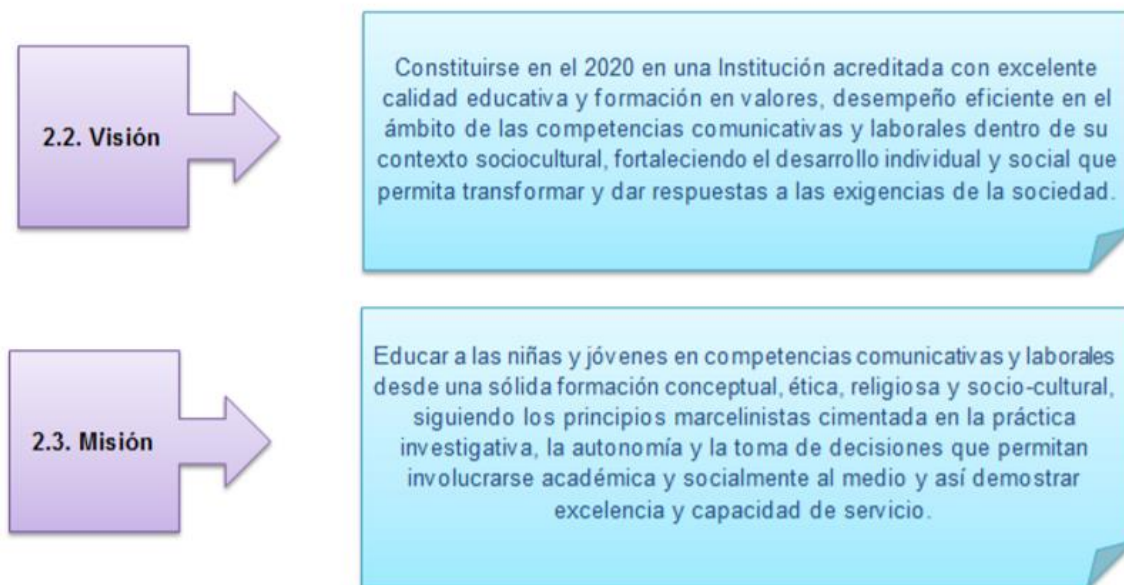 2.2. Visión
Constituirse en el 2020 en una Institución acreditada con excelente
calidad educativa y formación en valores, desempeño eficiente en el
ámbito de las competencias comunicativas y laborales dentro de su
contexto sociocultural, fortaleciendo el desarrollo individual y social que
permita transformar y dar respuestas a las exigencias de la sociedad.
2.3. Misión
Educar a las niñas y jóvenes en competencias comunicativas y laborales
desde una sólida formación conceptual, ética, religiosa y socio-cultural,
siguiendo los principios marcelinistas cimentada en la práctica
investigativa, la autonomía y la toma de decisiones que permitan
involucrarse académica y socialmente al medio y así demostrar
excelencia y capacidad de servicio.